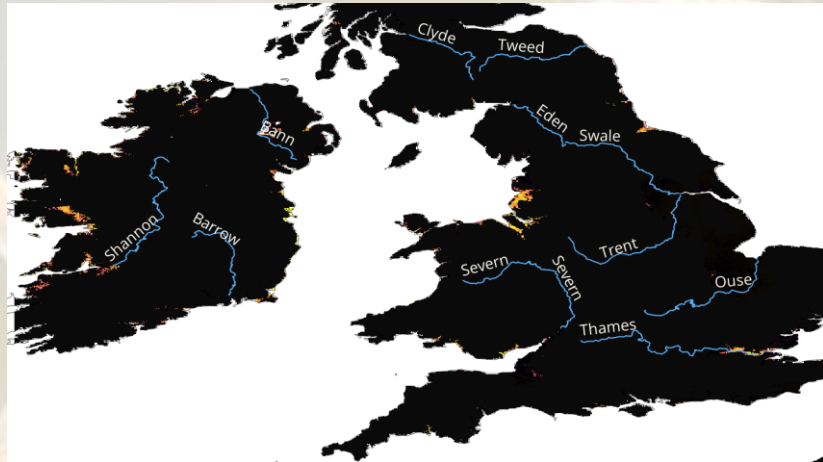 Clyde
Tweed
Eden
Swale
Bann
Shannon
Barrow
Trent
Severn
Severn
Ouse
Thames